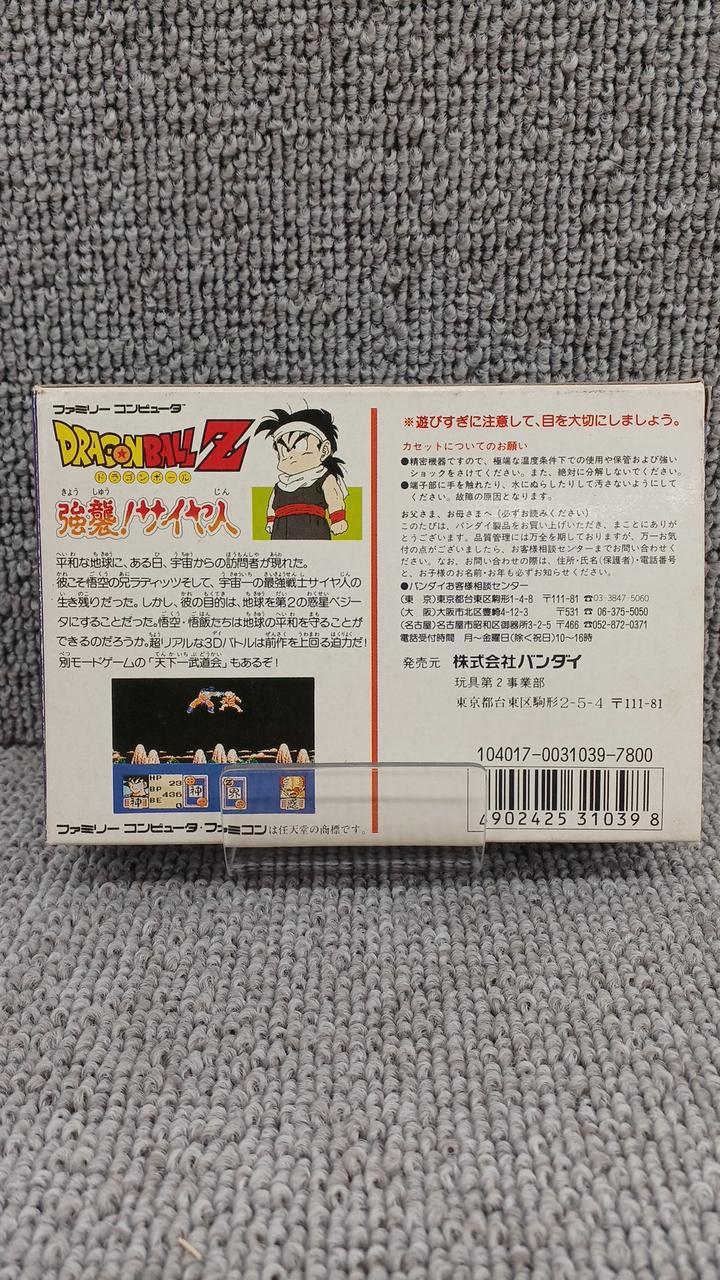 ファミリー コンピュータ™
DRAGONBALL Z
ドラゴンボール
きょう しゅう じん
強襲!サイヤ人
平和な地球に、ある日、宇宙からの訪問者が現れた。
彼こそ悟空の兄ラディッツそして、宇宙一の最強戦士サイヤ人の
生き残りだった。しかし、彼の目的は、地球を第2の惑星ベジー
タにすることだった。悟空・悟飯たちは地球の平和を守ることが
できるのだろうか。超リアルな3Dバトルは前作を上回る迫力だ!
別モードゲームの「天下一武道会」もあるぞ!
HP 23
BP 436
BE 0
神
神
Z
界
惑
ファミリー コンピュータ・ファミコンは任天堂の商標です。
※遊びすぎに注意して、目を大切にしましょう。
カセットについてのお願い
●精密機器ですので、極端な温度条件下での使用や保管および強い
ショックをさけてください。また、絶対に分解しないでください。
●端子部に手を触れたり、水にぬらしたりして汚さないようにして
ください。故障の原因となります。
お父さま、お母さまへ(必ずお読みください)
このたびは、バンダイ製品をお買い上げいただき、まことにありが
とうございます。品質管理には万全を期しておりますが、万一お気
付の点がございましたら、お客様相談センターまでお問い合わせく
ださい。なお、お問い合わせの際は、住所・氏名(保護者)・電話番号
と、お子様のお名前・お年も必ずお知らせください。
●バンダイお客様相談センター
(東 京)東京都台東区駒形1-4-8 〒111-81 ☎03-3847-5060
(大 阪)大阪市北区豊崎4-12-3 〒531 ☎06-375-5050
(名古屋)名古屋市昭和区御器所3-2-5 〒466 ☎052-872-0371
電話受付時間 月〜金曜日(除く祝日)10〜16時
発売元 株式会社バンダイ
玩具第2事業部
東京都台東区駒形2-5-4 〒111-81
104017-0031039-7800
4902425 31039 8